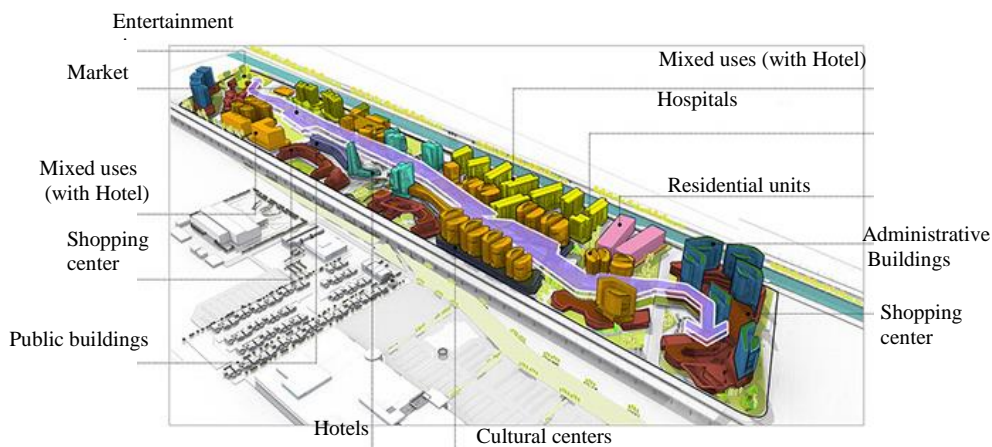 Entertainment
Market
Mixed uses (with Hotel)
Hospitals
Mixed uses
(with Hotel)
Residential units
Shopping
center
Administrative
Buildings
Public buildings
Shopping
center
Hotels
Cultural centers